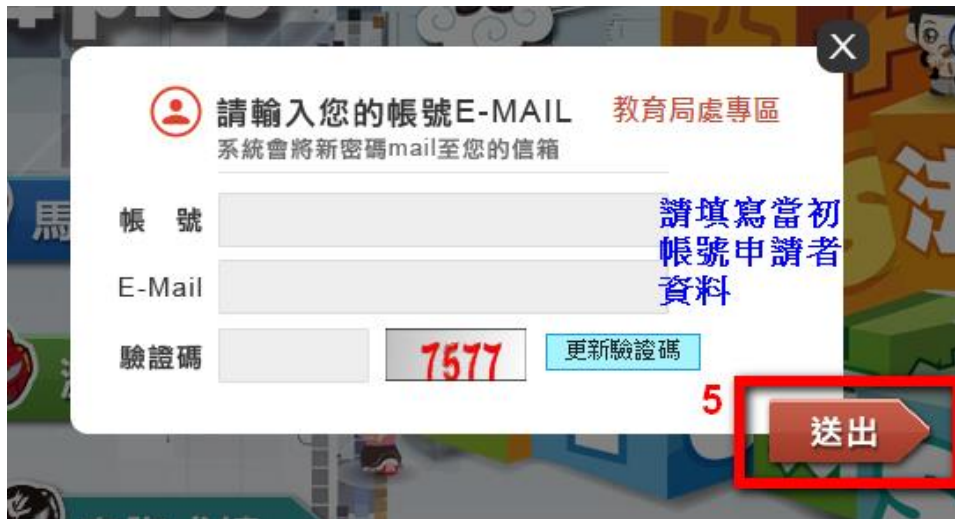 plus
X
請輸入您的帳號E-MAIL 教育局處專區
系統會將新密碼mail至您的信箱
帳 號
請填寫當初
帳號申請者
資料
E-Mail
驗證碼 7577 更新驗證碼
5
送出
馬